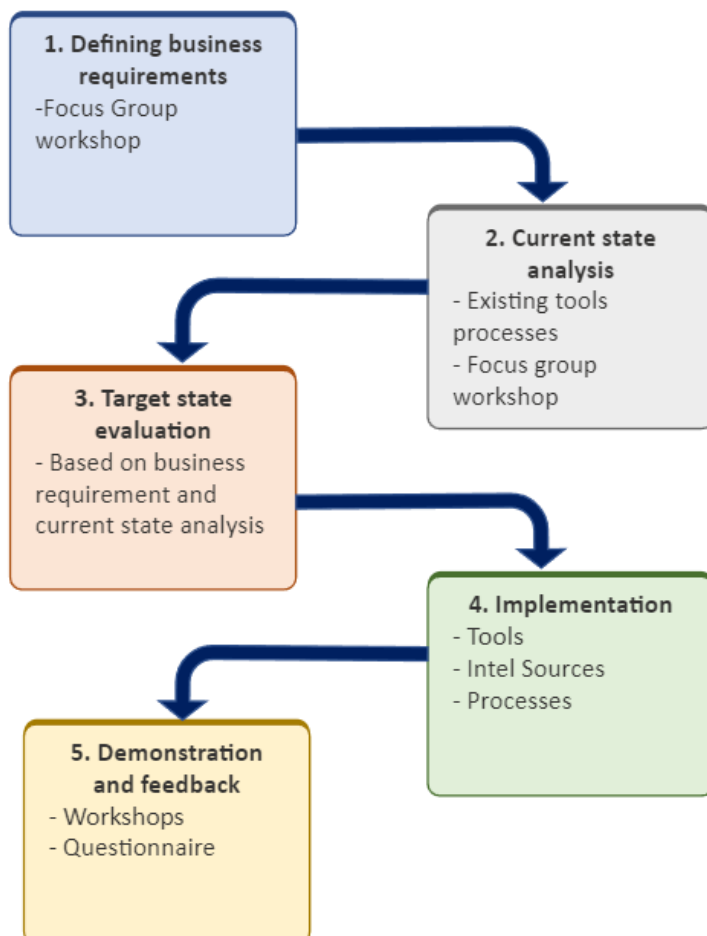 1. Defining business
requirements
-Focus Group
workshop
2. Current state
analysis
- Existing tools
processes
- Focus group
workshop
3. Target state
evaluation
- Based on business
requirement and
current state analysis
4. Implementation
- Tools
- Intel Sources
- Processes
5. Demonstration
and feedback
- Workshops
- Questionnaire